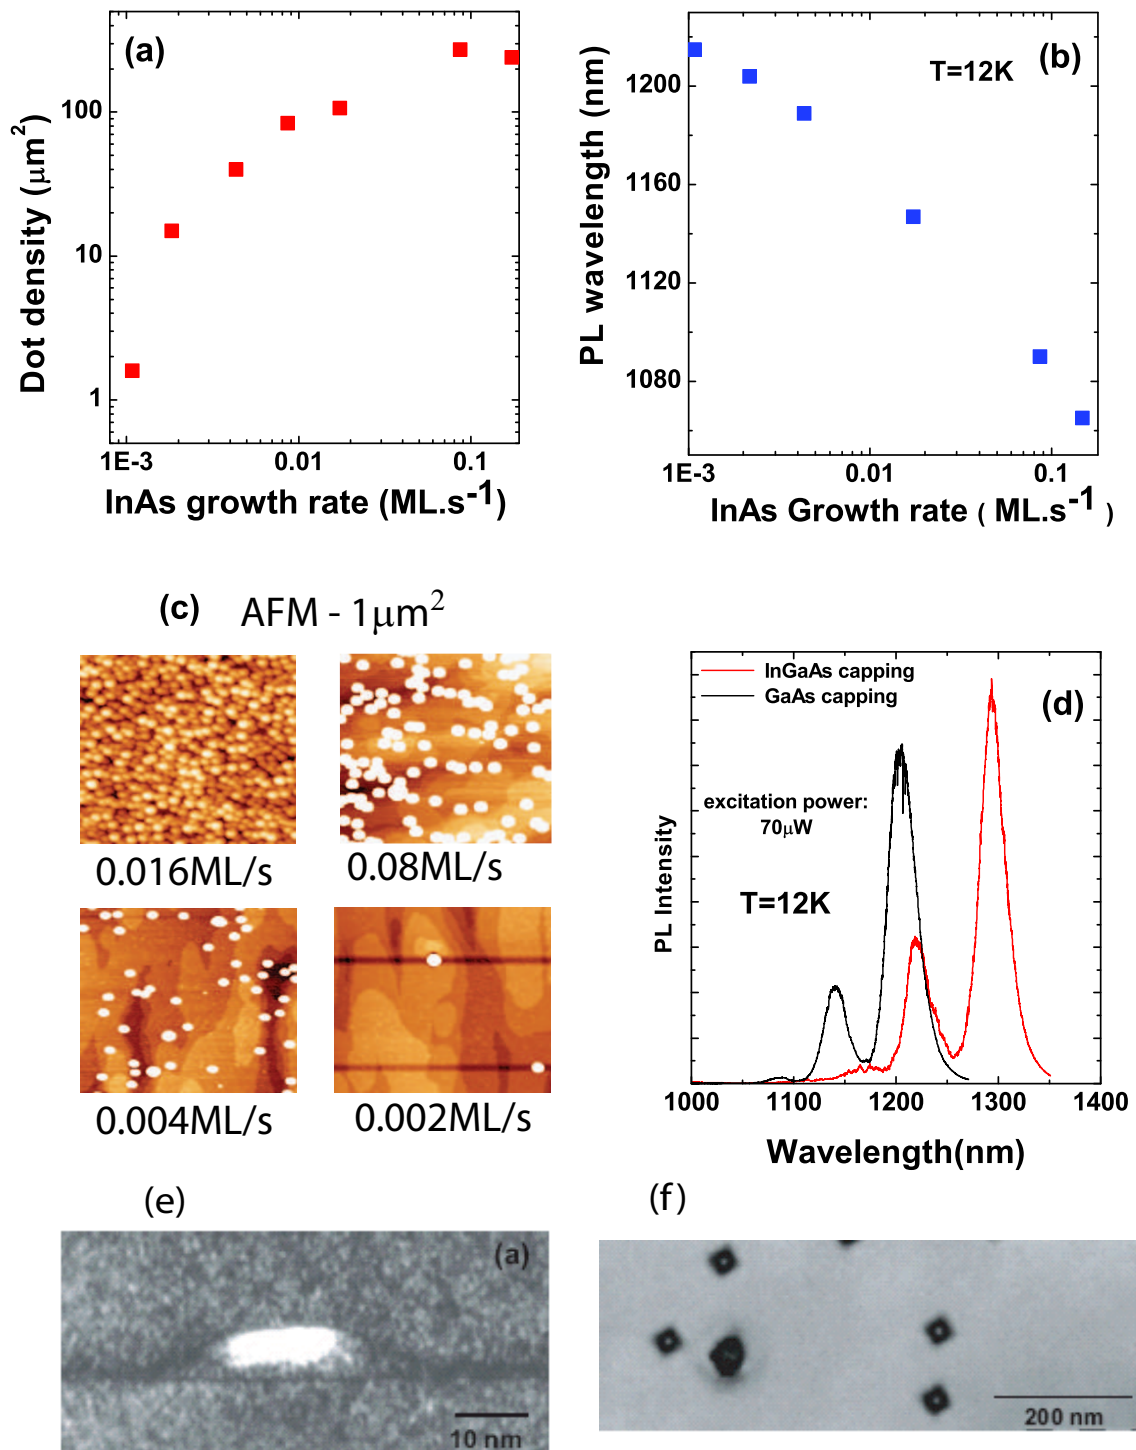 (a)
100
10
1
Dot density (μm²)
1E-3 0.01 0.1
InAs growth rate (ML.s⁻¹)
(b)
T=12K
1200
1160
1120
1080
PL wavelength (nm)
1E-3 0.01 0.1
InAs Growth rate ( ML.s⁻¹ )
(c) AFM - 1μm²
0.016ML/s 0.08ML/s
0.004ML/s 0.002ML/s
InGaAs capping
GaAs capping
(d)
excitation power:
70μW
T=12K
PL Intensity
1000 1100 1200 1300 1400
Wavelength(nm)
(e)
(a)
10 nm
(f)
200 nm